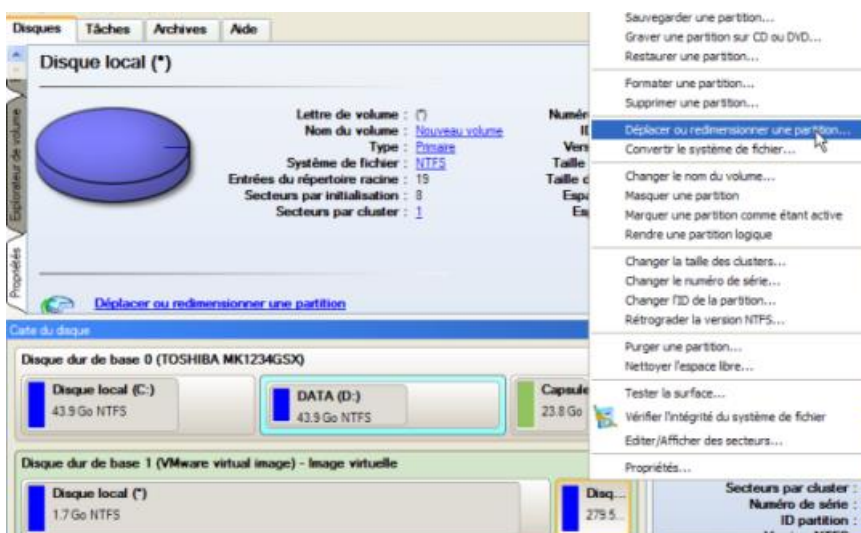 Disques Tâches Archives Aide
Disque local (*)
Explorateur de volume
Propriétés
Lettre de volume : (*)
Nom du volume : Nouveau volume
Type : Primaire
Système de fichier : NTFS
Entrées du répertoire racine : 19
Secteurs par initialisation : 8
Secteurs par cluster : 1
Numér
Vers
Taille
Taille d
Espa
Déplacer ou redimensionner une partition
Sauvegarder une partition...
Graver une partition sur CD ou DVD...
Restaurer une partition...
Formater une partition...
Supprimer une partition...
Déplacer ou redimensionner une partition...
Convertir le système de fichier...
Changer le nom du volume...
Masquer une partition
Marquer une partition comme étant active
Rendre une partition logique
Changer la taille des clusters...
Changer le numéro de série...
Changer l'ID de la partition...
Rétrograder la version NTFS...
Purger une partition...
Nettoyer l'espace libre...
Tester la surface...
Vérifier l'intégrité du système de fichier
Editer/Afficher des secteurs...
Propriétés...
Carte du disque
Disque dur de base 0 (TOSHIBA MK1234GSX)
Disque local (C:)
43.9 Go NTFS
DATA (D:)
43.9 Go NTFS
Capsule
23.8 Go
Disque dur de base 1 (VMware virtual image) - Image virtuelle
Disque local (*)
1.7 Go NTFS
Disq...
279.5...
Secteurs par cluster :
Numéro de série :
ID partition :